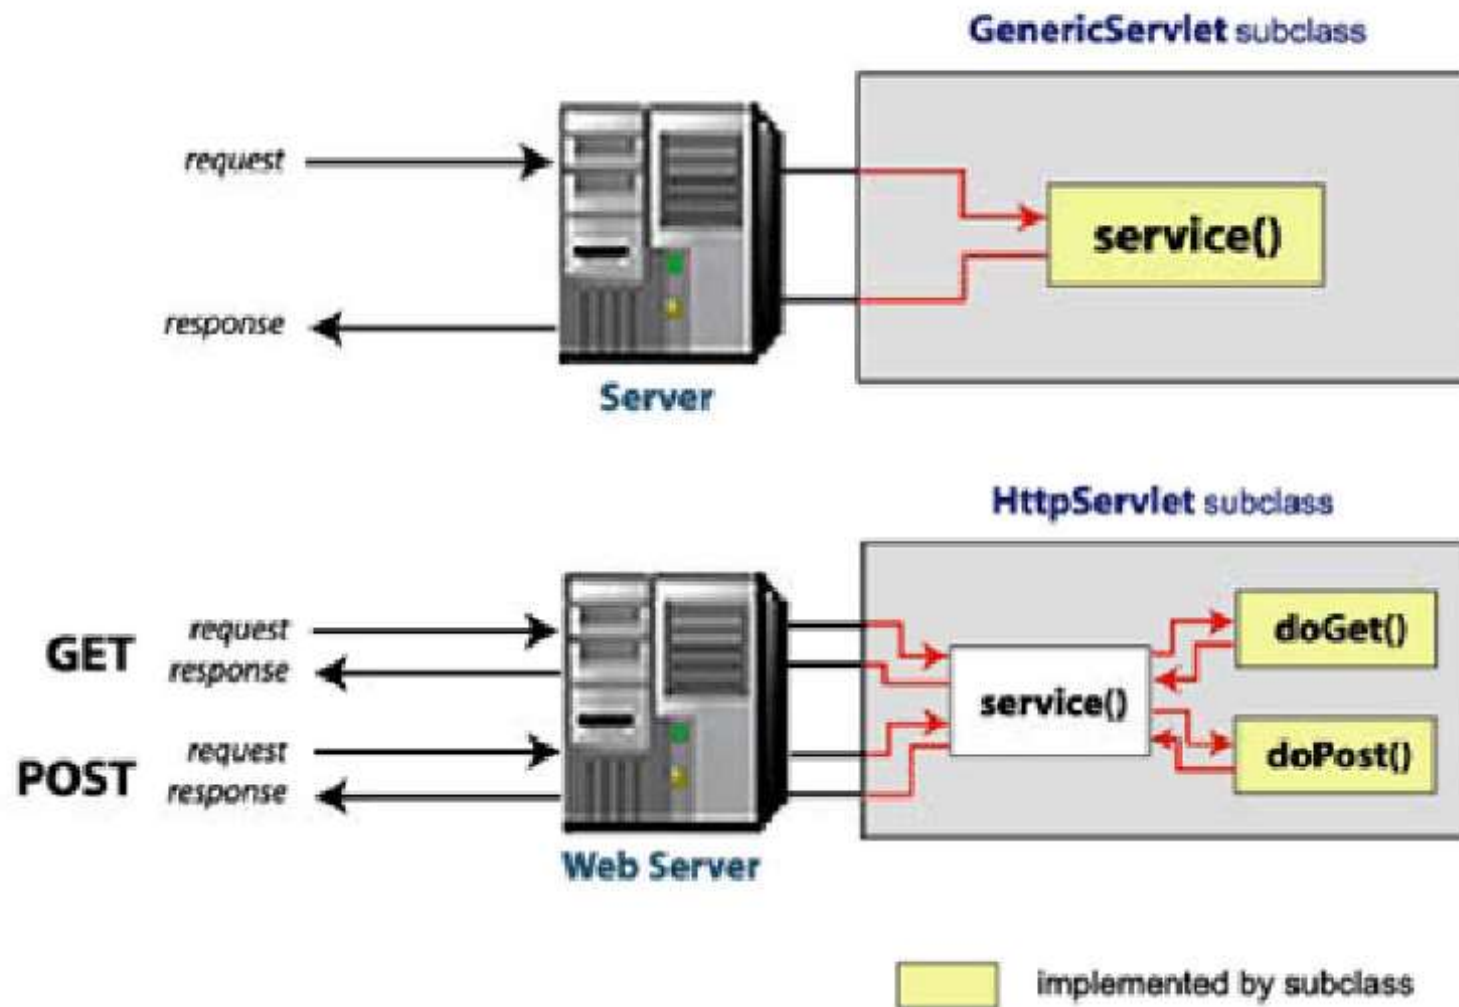 GenericServlet subclass
request
service()
response
Server
HttpServlet subclass
GET
request
response
POST
request
response
service()
doGet()
doPost()
Web Server
implemented by subclass